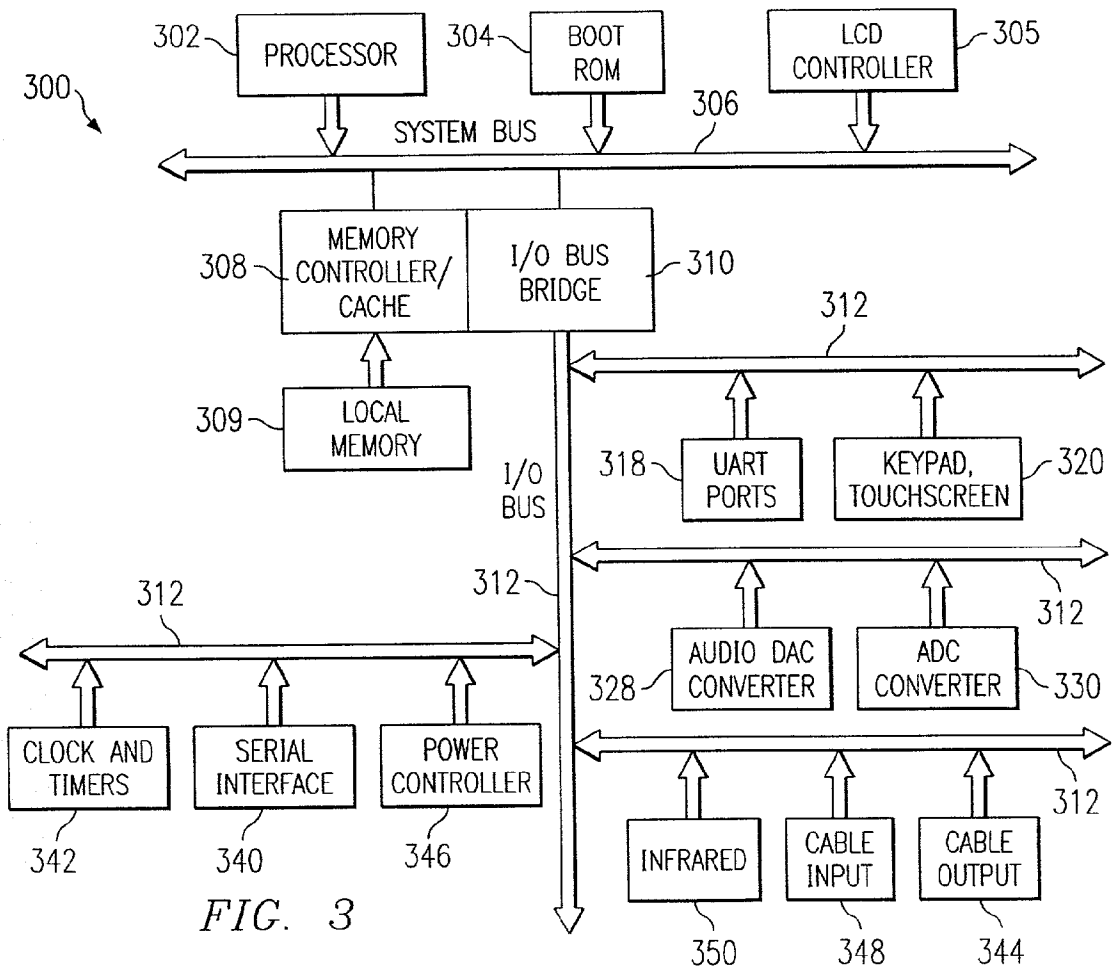 302
PROCESSOR
304
BOOT
ROM
LCD
CONTROLLER
305
300
SYSTEM BUS
306
308
MEMORY
CONTROLLER/
CACHE
I/O BUS
BRIDGE
310
312
309
LOCAL
MEMORY
I/O
BUS
318
UART
PORTS
KEYPAD,
TOUCHSCREEN
320
312
312
312
328
AUDIO DAC
CONVERTER
ADC
CONVERTER
330
CLOCK AND
TIMERS
SERIAL
INTERFACE
POWER
CONTROLLER
312
342
340
346
INFRARED
CABLE
INPUT
CABLE
OUTPUT
350
348
344
FIG. 3